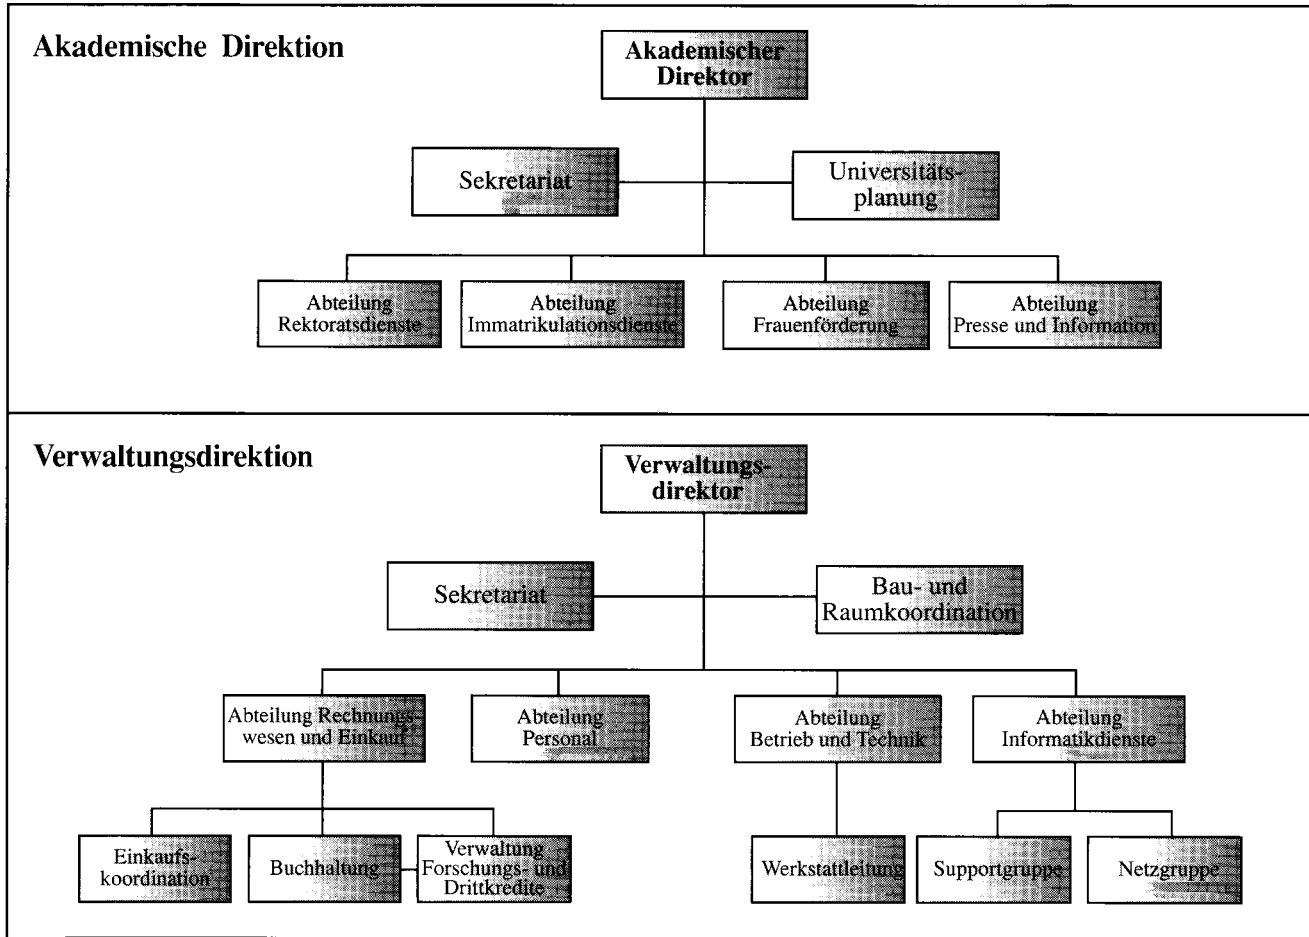 Akademische Direktion
Akademischer
Direktor
Sekretariat
Universitäts-
planung
Abteilung
Rektoratsdienste
Abteilung
Immatrikulationsdienste
Abteilung
Frauenförderung
Abteilung
Presse und Information
Verwaltungsdirektion
Verwaltungs-
direktor
Sekretariat
Bau- und
Raumkoordination
Abteilung Rechnungs-
wesen und Einkauf
Abteilung
Personal
Abteilung
Betrieb und Technik
Abteilung
Informatikdienste
Einkaufs-
koordination
Buchhaltung
Verwaltung
Forschungs- und
Drittkredite
Werkstattleitung
Supportgruppe
Netzgruppe